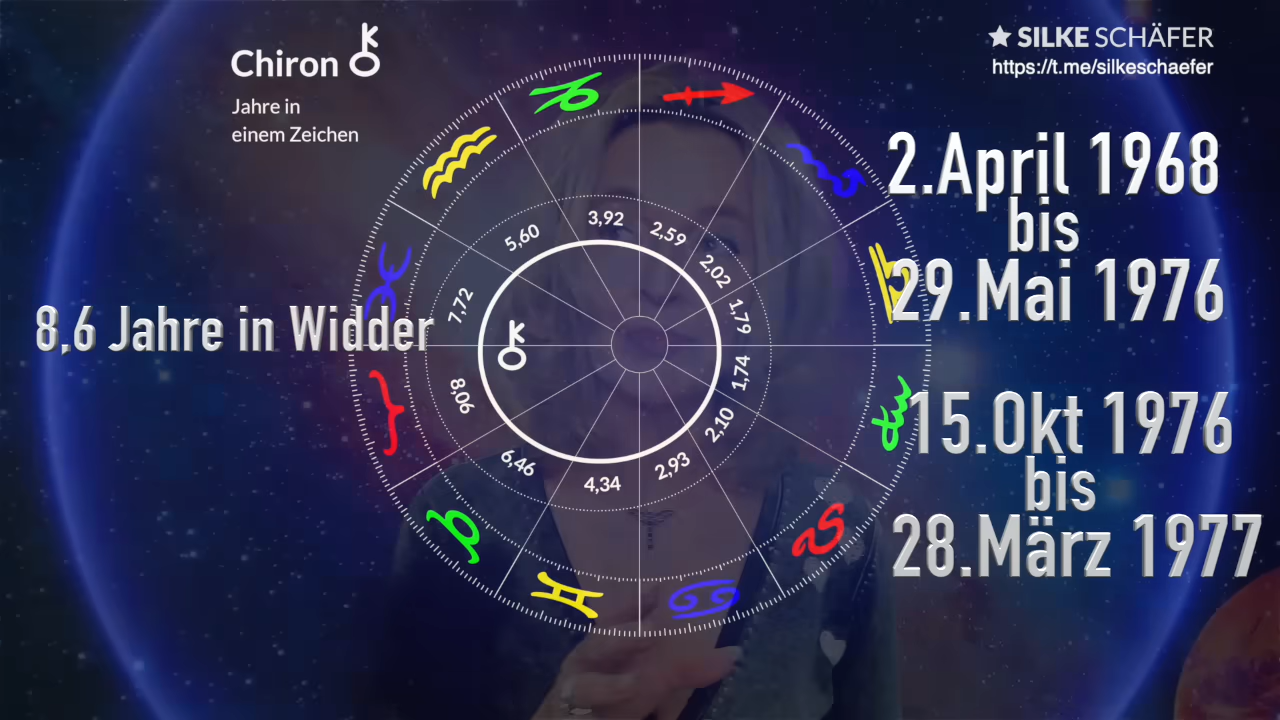 Chiron
Jahre in
einem Zeichen
SILKE SCHÄFER
https://t.me/silkeschaefer
2.April 1968
bis
29.Mai 1976
15.Okt 1976
bis
28.März 1977
8,6 Jahre in Widder
3,92
2,59
2,02
1,79
1,74
2,10
2,93
4,34
6,46
8,06
7,72
5,60